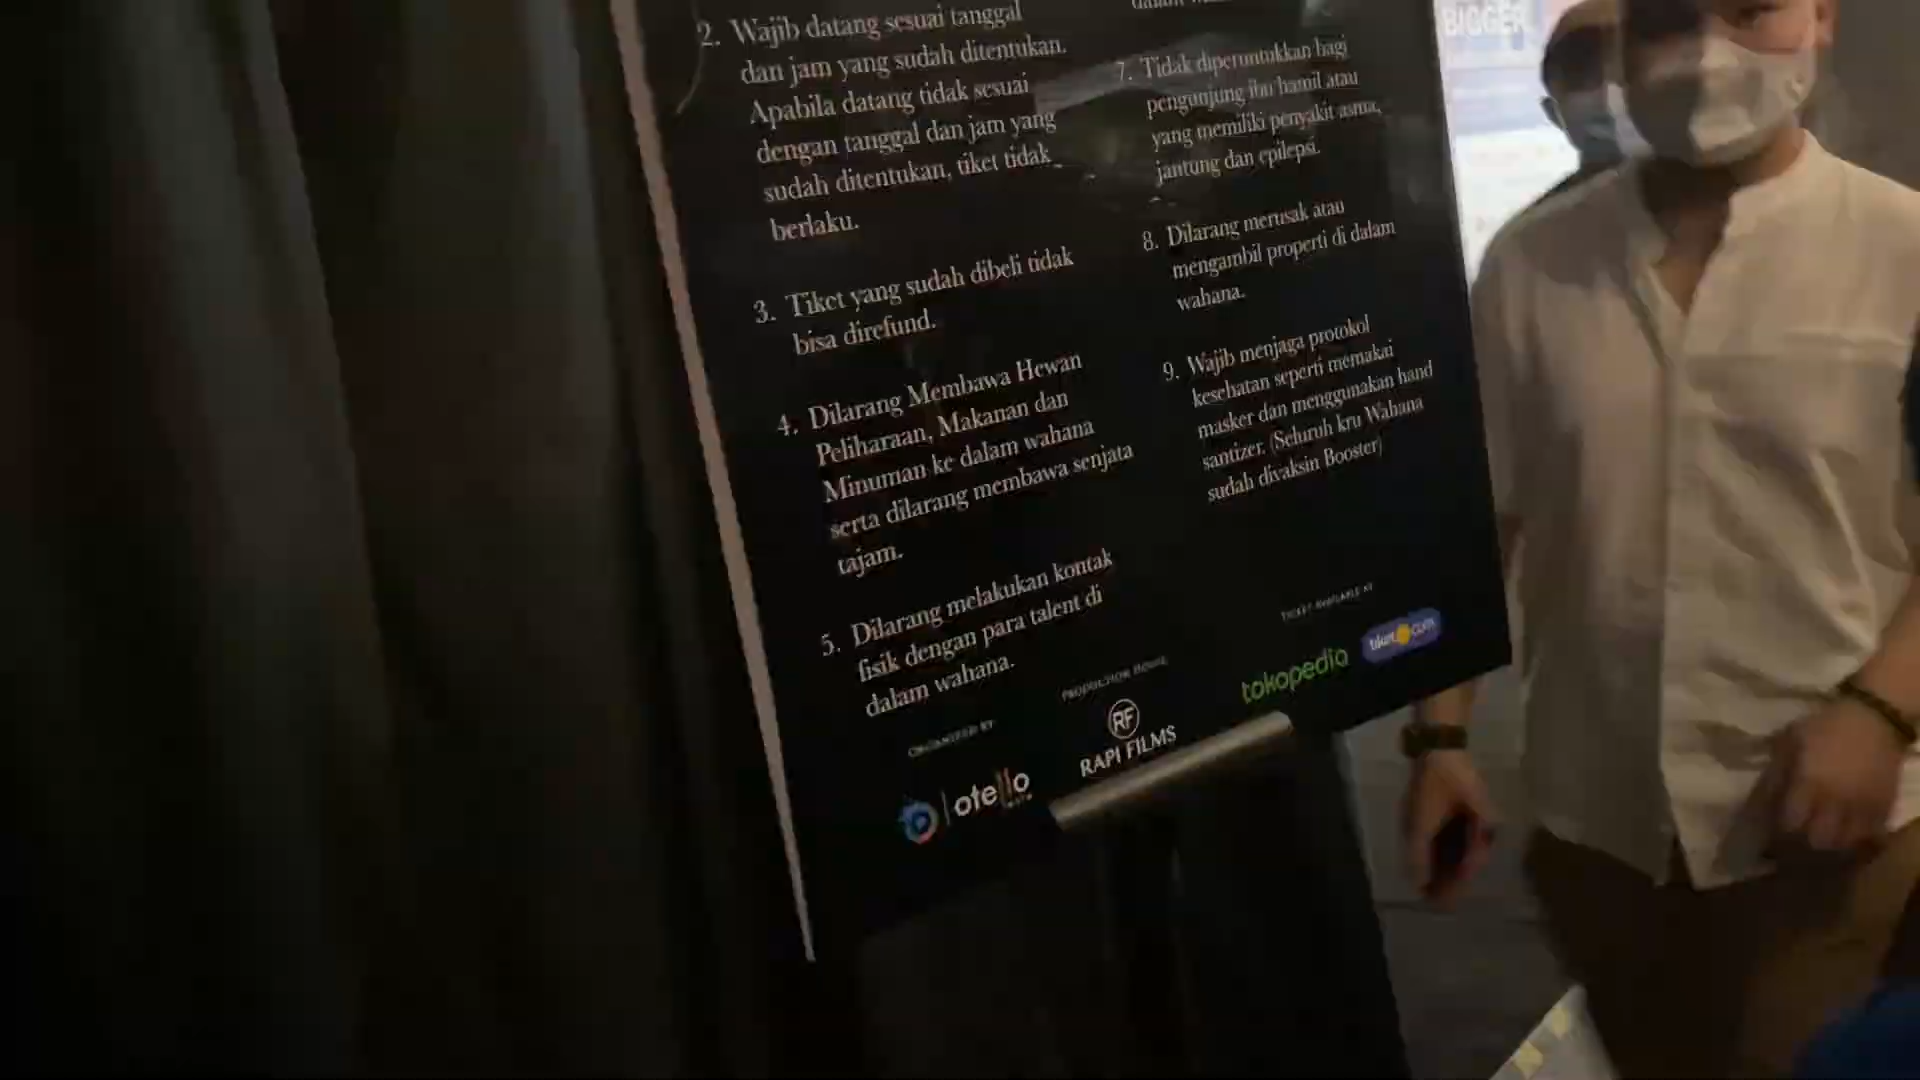 2. Wajib datang sesuai tanggal
dan jam yang sudah ditentukan.
Apabila datang tidak sesuai
dengan tanggal dan jam yang
sudah ditentukan, tiket tidak
berlaku.
3. Tiket yang sudah dibeli tidak
bisa direfund.
4. Dilarang Membawa Hewan
Peliharaan, Makanan dan
Minuman ke dalam wahana
serta dilarang membawa senjata
tajam.
5. Dilarang melakukan kontak
fisik dengan para talent di
dalam wahana.
7. Tidak diperuntukkan bagi
pengunjung ibu hamil atau
yang memiliki penyakit asma,
jantung dan epilepsi.
8. Dilarang merusak atau
mengambil properti di dalam
wahana.
9. Wajib menjaga protokol
kesehatan seperti memakai
masker dan menggunakan hand
santizer. (Seluruh kru Wahana
sudah divaksin Booster)
ORGANIZED BY
otello
PRODUCTION HOUSE
RF
RAPI FILMS
TICKET AVAILABLE AT
tokopedia
tiket.com
BIGGER